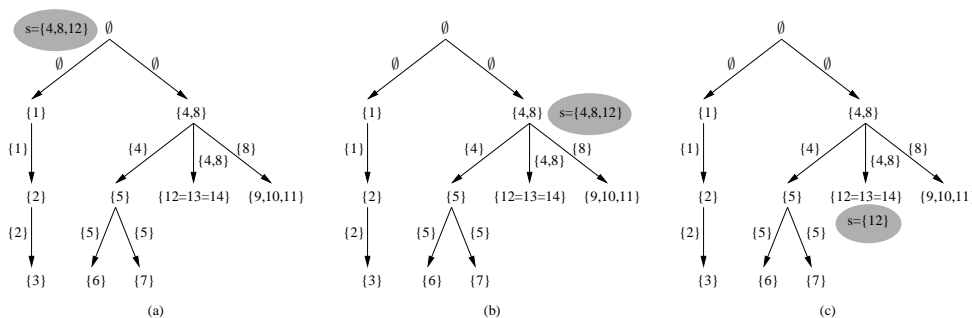 s={4,8,12} ∅
∅ ∅
{1} {4,8}
{1} {4} {4,8} {8}
{2} {5} {12=13=14} {9,10,11}
{2} {5} {5}
{3} {6} {7}
(a)
∅
∅ ∅
{1} {4,8} s={4,8,12}
{1} {4} {4,8} {8}
{2} {5} {12=13=14} {9,10,11}
{2} {5} {5}
{3} {6} {7}
(b)
∅
∅ ∅
{1} {4,8}
{1} {4} {4,8} {8}
{2} {5} {12=13=14} {9,10,11}
s={12}
{2} {5} {5}
{3} {6} {7}
(c)